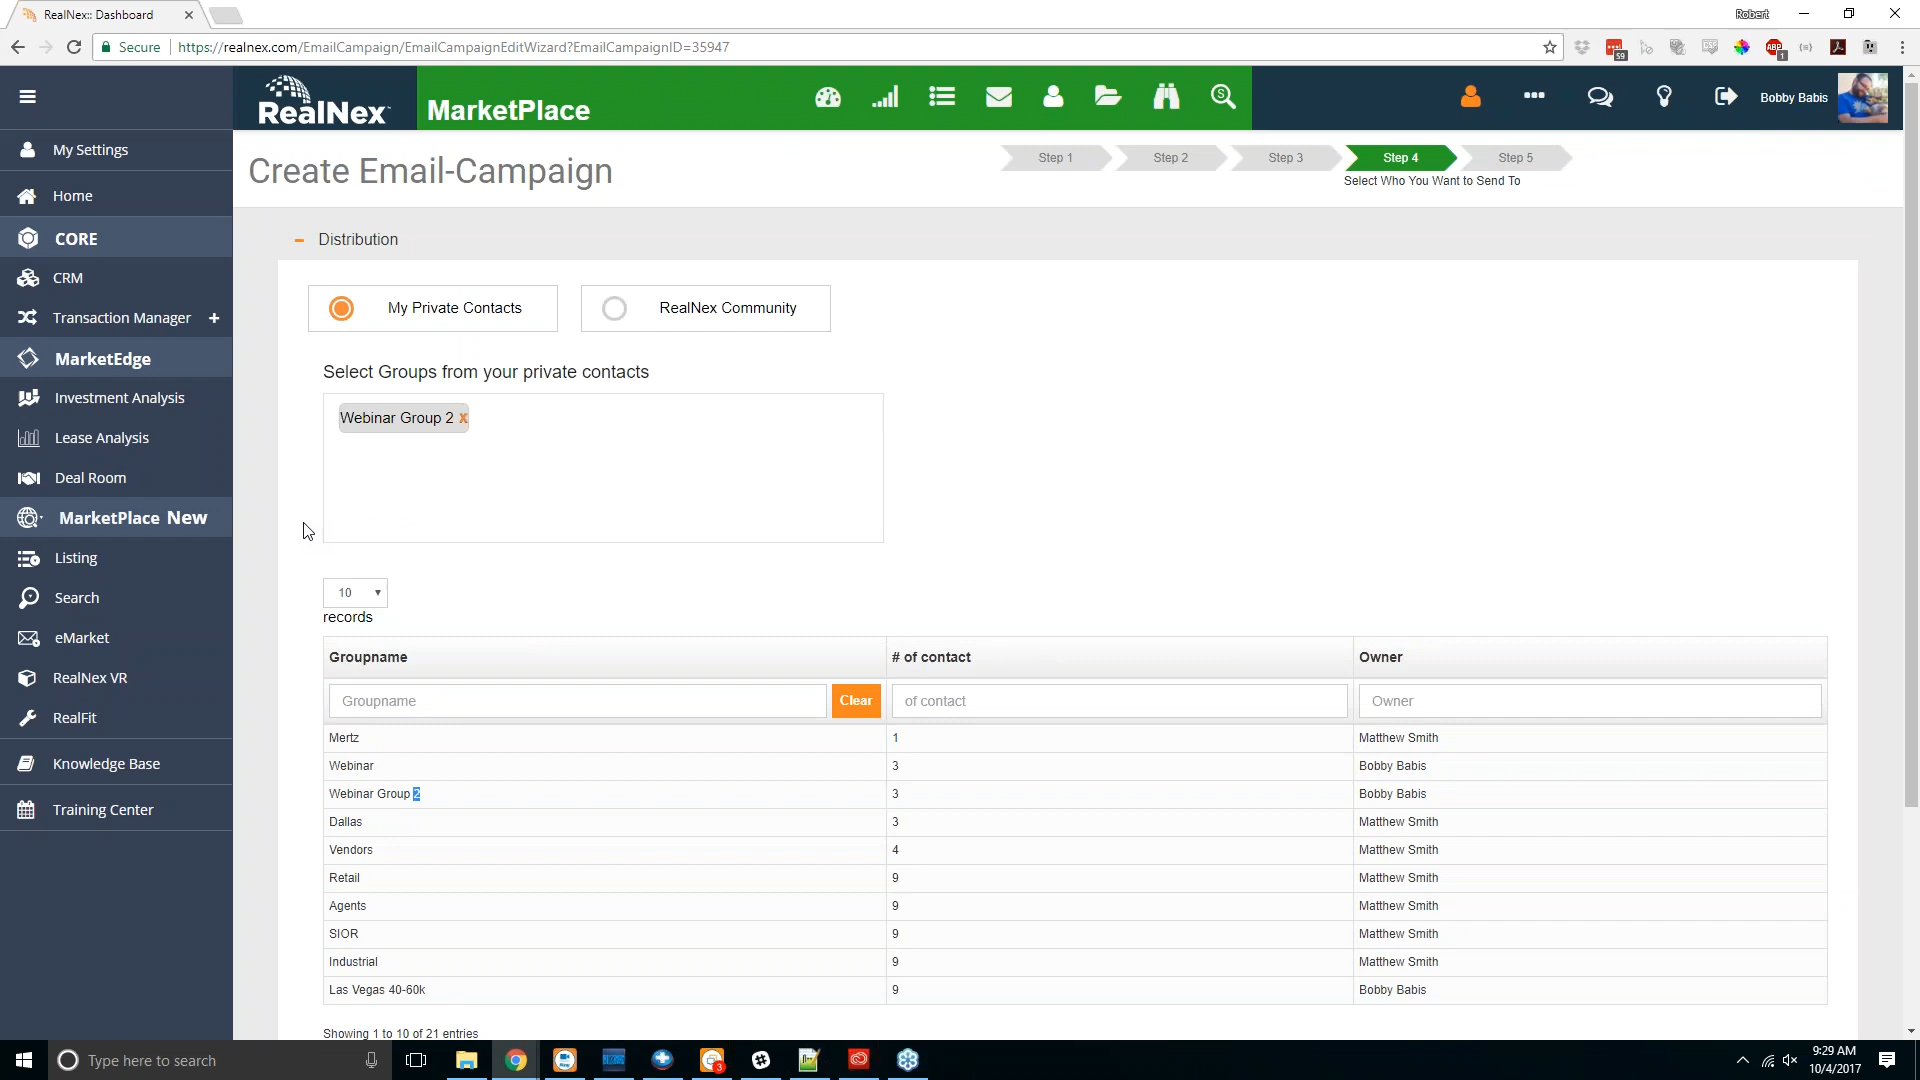 RealNex:: Dashboard
Robert
Secure
https://realnex.com/EmailCampaign/EmailCampaignEditWizard?EmailCampaignID=35947
59
ABP
1
RealNex
MarketPlace
S
Bobby Babis
My Settings
Home
CORE
CRM
Transaction Manager +
MarketEdge
Investment Analysis
Lease Analysis
Deal Room
MarketPlace New
Listing
Search
eMarket
RealNex VR
RealFit
Knowledge Base
Training Center
Create Email-Campaign
Step 1
Step 2
Step 3
Step 4
Step 5
Select Who You Want to Send To
Distribution
My Private Contacts
RealNex Community
Select Groups from your private contacts
Webinar Group 2 x
10
records
Groupname # of contact Owner
Groupname Clear of contact Owner
Mertz 1 Matthew Smith
Webinar 3 Bobby Babis
Webinar Group 2 3 Bobby Babis
Dallas 3 Matthew Smith
Vendors 4 Matthew Smith
Retail 9 Matthew Smith
Agents 9 Matthew Smith
SIOR 9 Matthew Smith
Industrial 9 Matthew Smith
Las Vegas 40-60k 9 Bobby Babis
Showing 1 to 10 of 21 entries
Type here to search
3
9:29 AM
10/4/2017